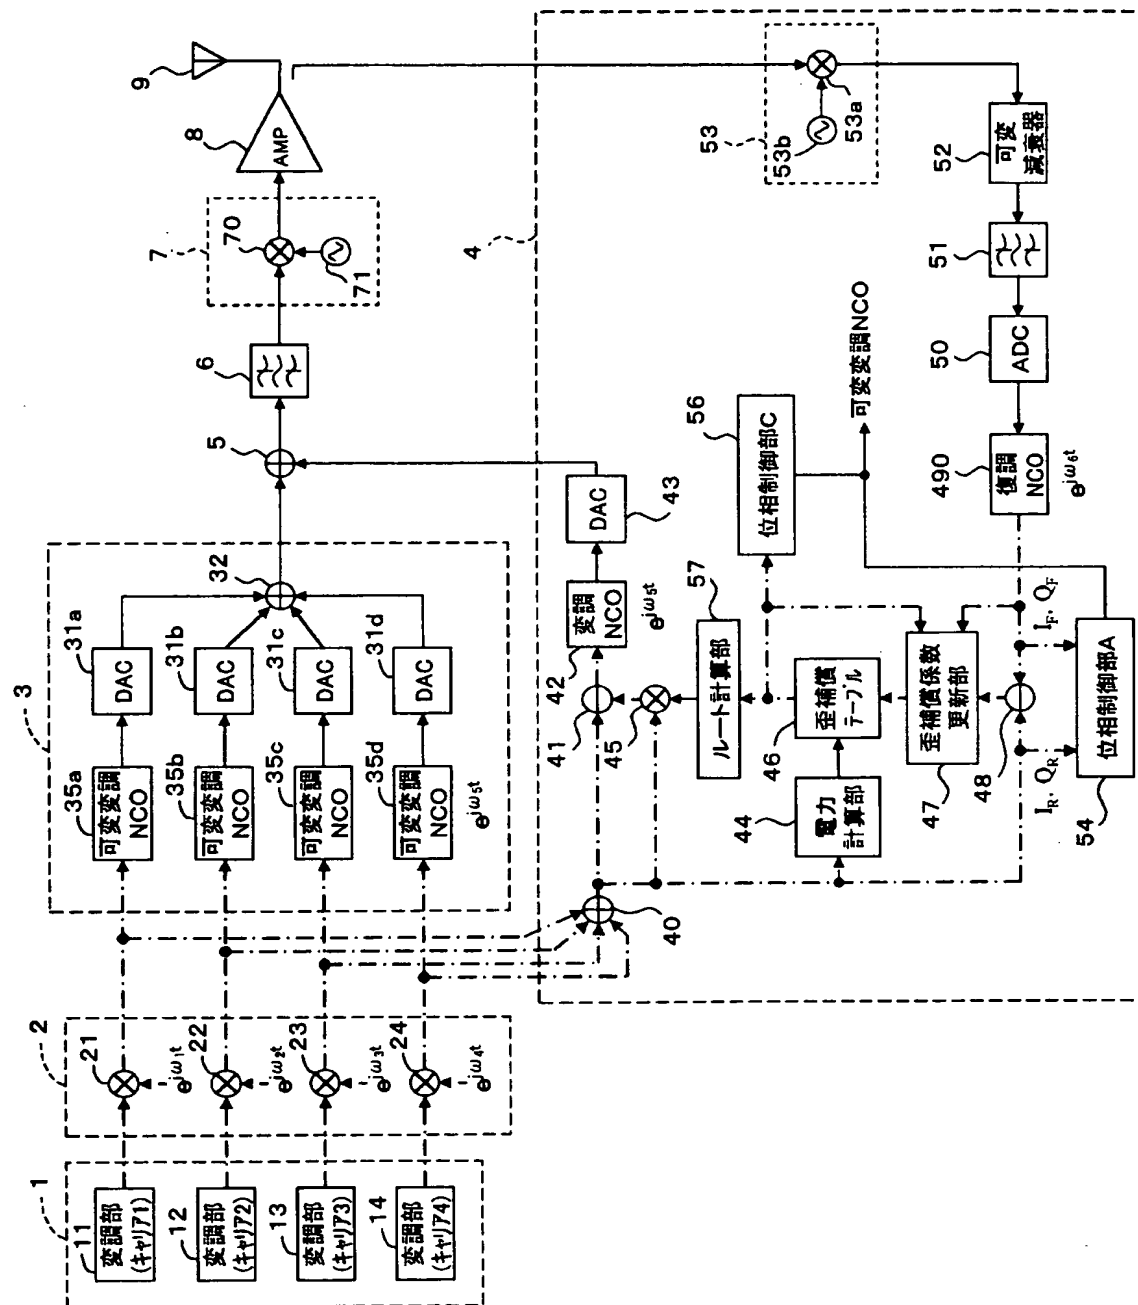 1
11
変調部
(キャリア1)
12
変調部
(キャリア2)
13
変調部
(キャリア3)
14
変調部
(キャリア4)
2
21
e^{jω1t}
22
e^{jω2t}
23
e^{jω3t}
24
e^{jω4t}
3
35a
可変変調
NCO
35b
可変変調
NCO
35c
可変変調
NCO
35d
可変変調
NCO
e^{jω5t}
31a
DAC
31b
DAC
31c
DAC
31d
DAC
32
5
6
7
70
71
8
AMP
9
4
40
41
42
変調
NCO
e^{jω5t}
43
DAC
45
44
電力
計算部
46
歪補償
テーブル
57
ルート計算部
47
歪補償係数
更新部
48
I_R, Q_R
I_F, Q_F
54
位相制御部A
56
位相制御部C
可変変調NCO
490
復調
NCO
e^{jω6t}
50
ADC
51
52
可変
減衰器
53
53a
53b